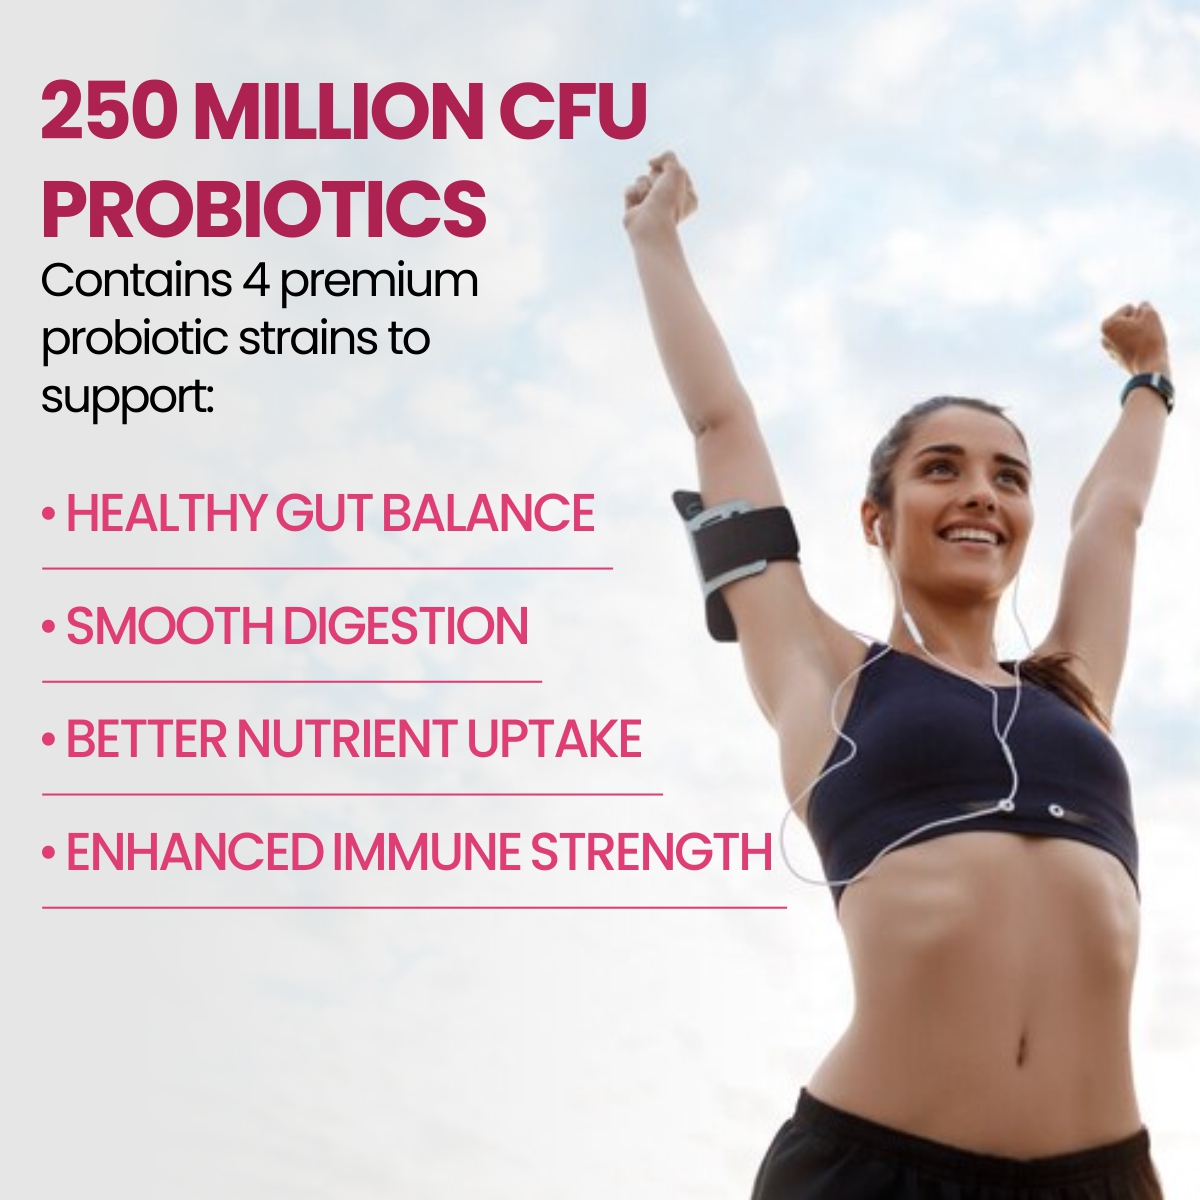 250 MILLION CFU
PROBIOTICS
Contains 4 premium
probiotic strains to
support:
• HEALTHY GUT BALANCE
• SMOOTH DIGESTION
• BETTER NUTRIENT UPTAKE
• ENHANCED IMMUNE STRENGTH